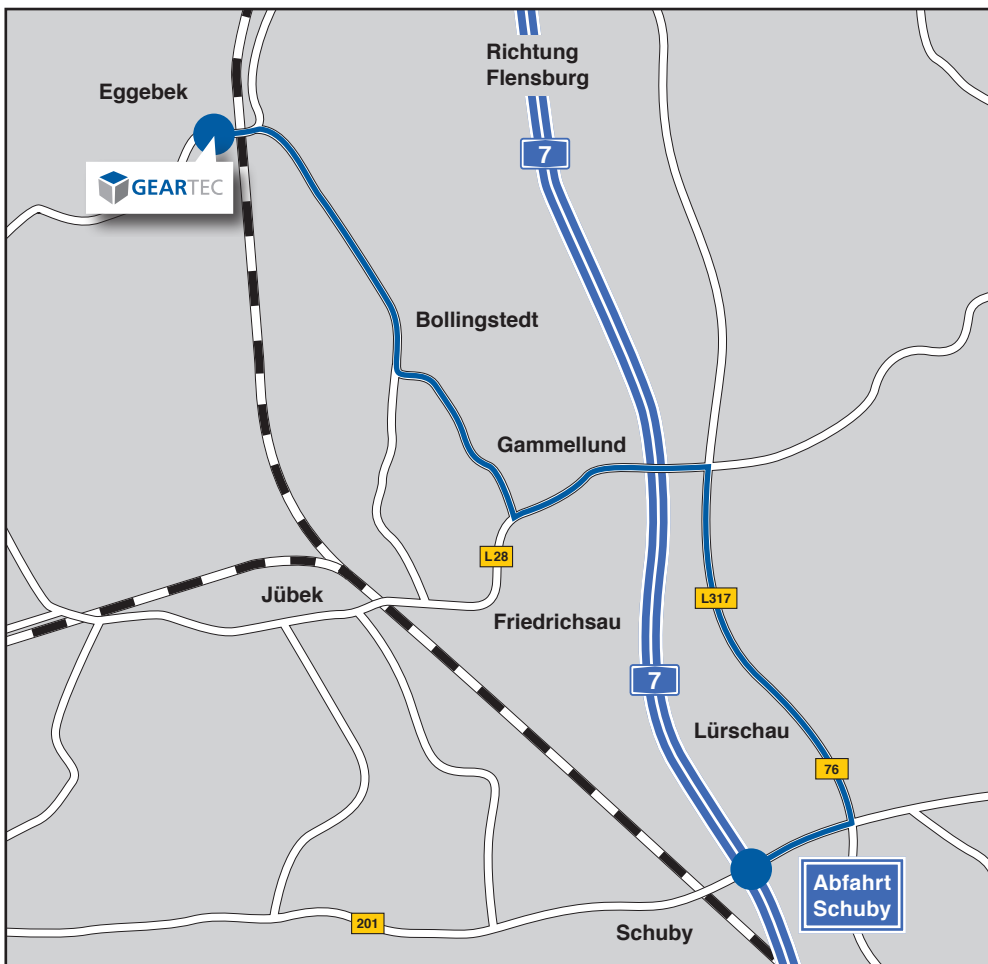 Richtung
Flensburg
Eggebek
7
GEARTEC
Bollingstedt
Gammellund
L28
Jübek
L317
Friedrichsau
7
Lürschau
76
Abfahrt
Schuby
201
Schuby